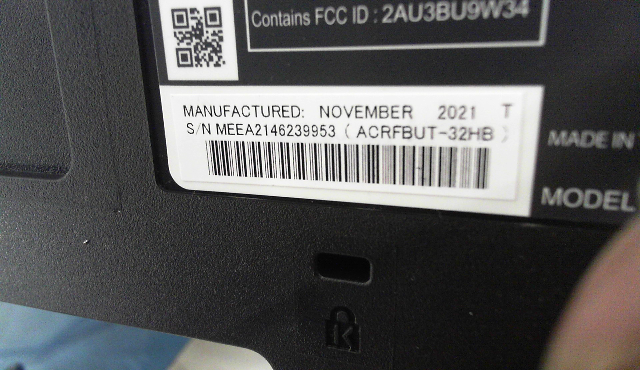 Contains FCC ID : 2AU3BU9W34
MANUFACTURED: NOVEMBER 2021 T
S/N MEEA2146239953 ( ACRFBUT-32HB )
MADE IN
MODEL
K